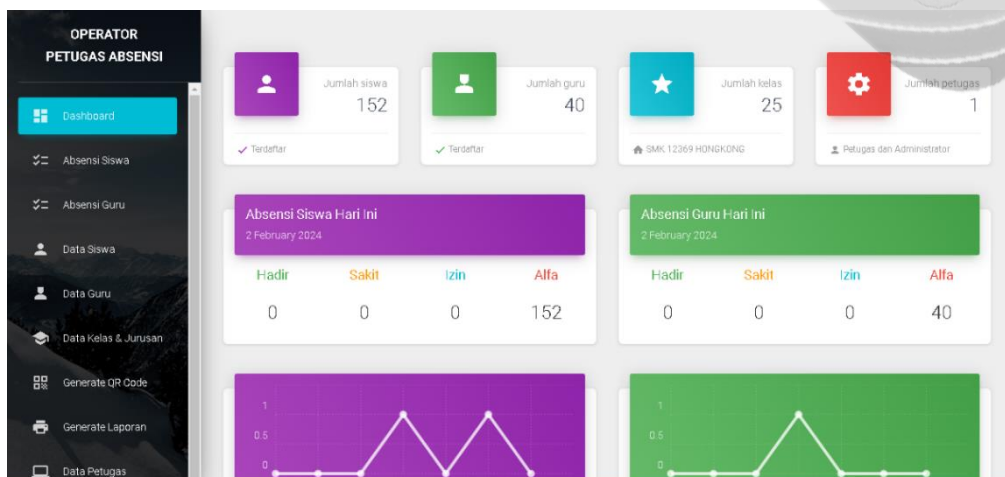 OPERATOR
PETUGAS ABSENSI
Dashboard
Absensi Siswa
Absensi Guru
Data Siswa
Data Guru
Data Kelas & Jurusan
Generate QR Code
Generate Laporan
Data Petugas
Jumlah siswa
152
Terdaftar
Jumlah guru
40
Terdaftar
Jumlah kelas
25
SMK 12369 HONGKONG
Jumlah petugas
1
Petugas dan Administrator
Absensi Siswa Hari Ini
2 February 2024
Hadir Sakit Izin Alfa
0 0 0 152
Absensi Guru Hari Ini
2 February 2024
Hadir Sakit Izin Alfa
0 0 0 40
1
0.5
0
1
0.5
0